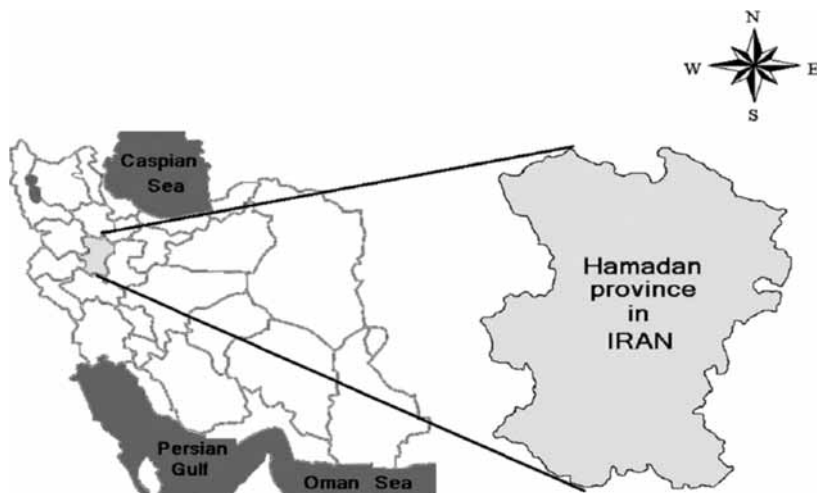 N
W E
S
Caspian
Sea
Hamadan
province
in
IRAN
Persian
Gulf
Oman Sea